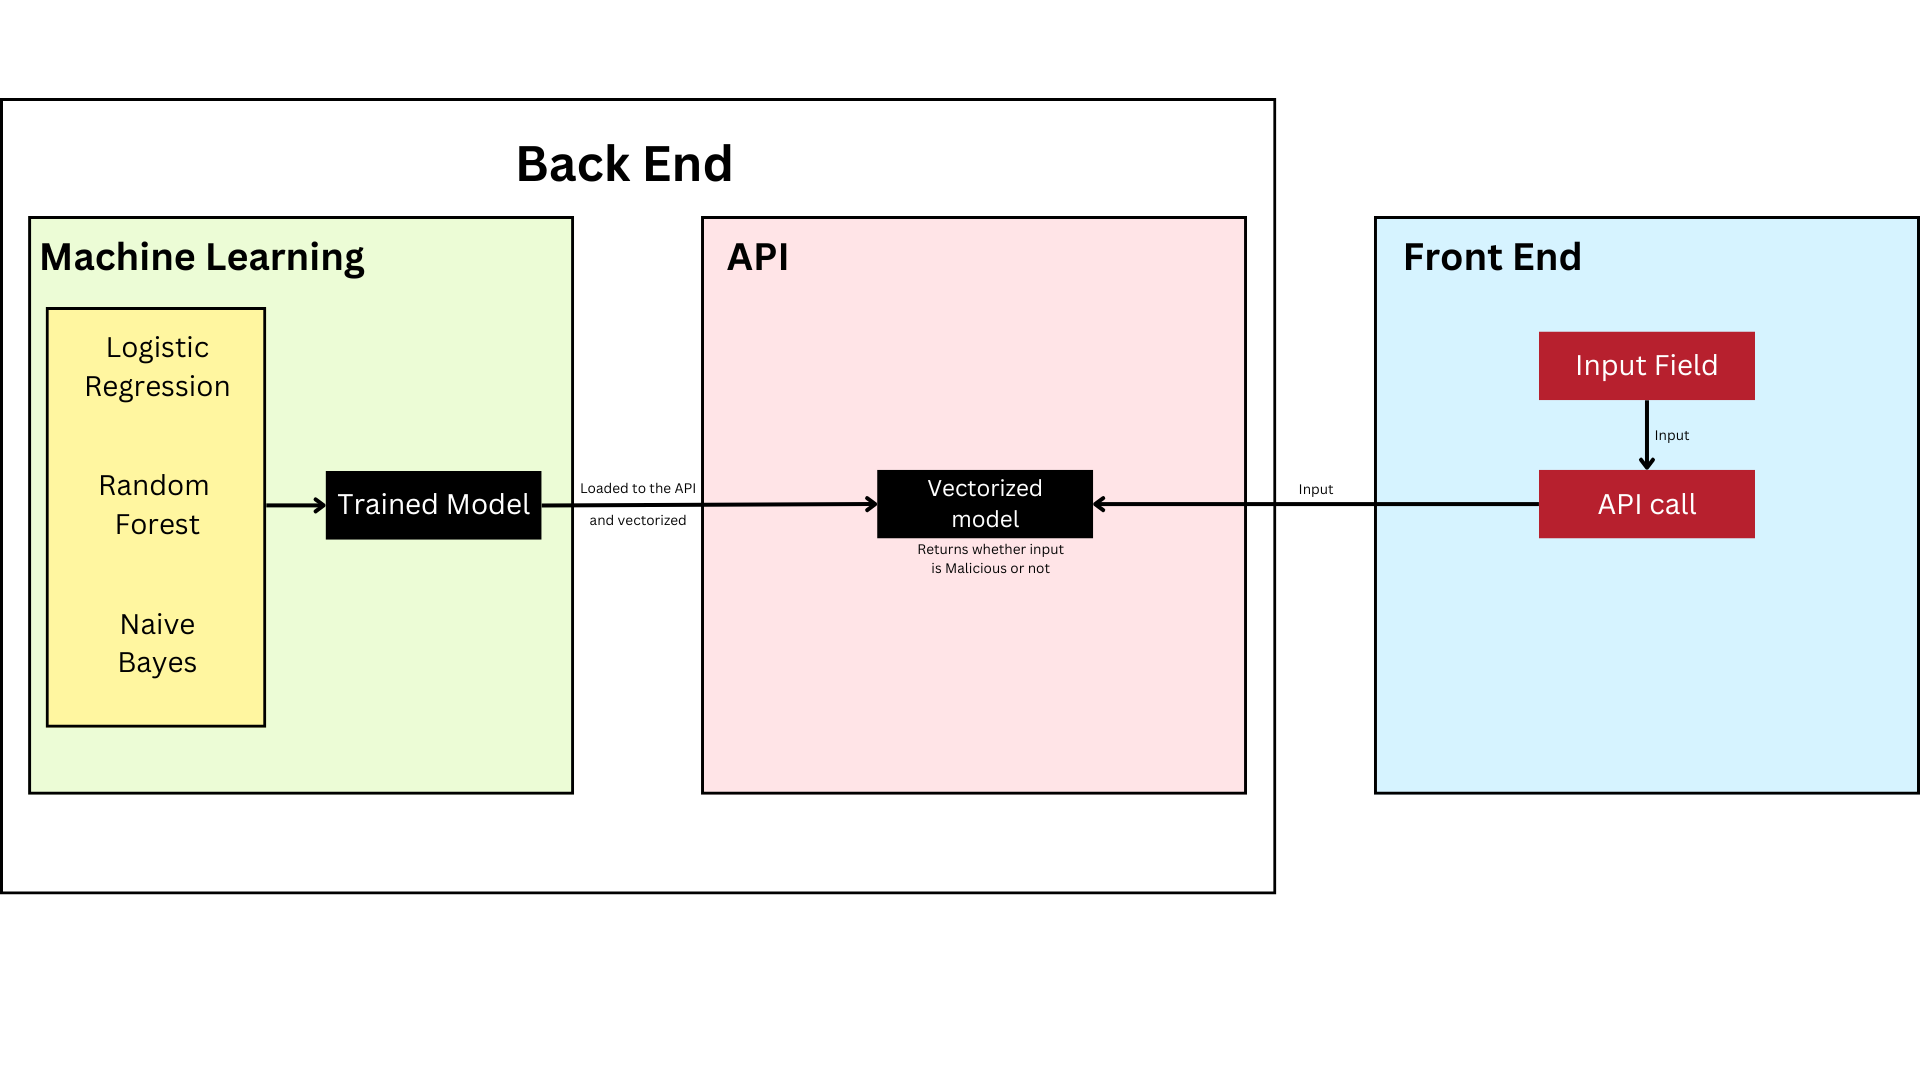 Back End
Machine Learning
Logistic
Regression
Random
Forest
Naive
Bayes
Trained Model
Loaded to the API
and vectorized
API
Vectorized
model
Returns whether input
is Malicious or not
Input
Front End
Input Field
Input
API call